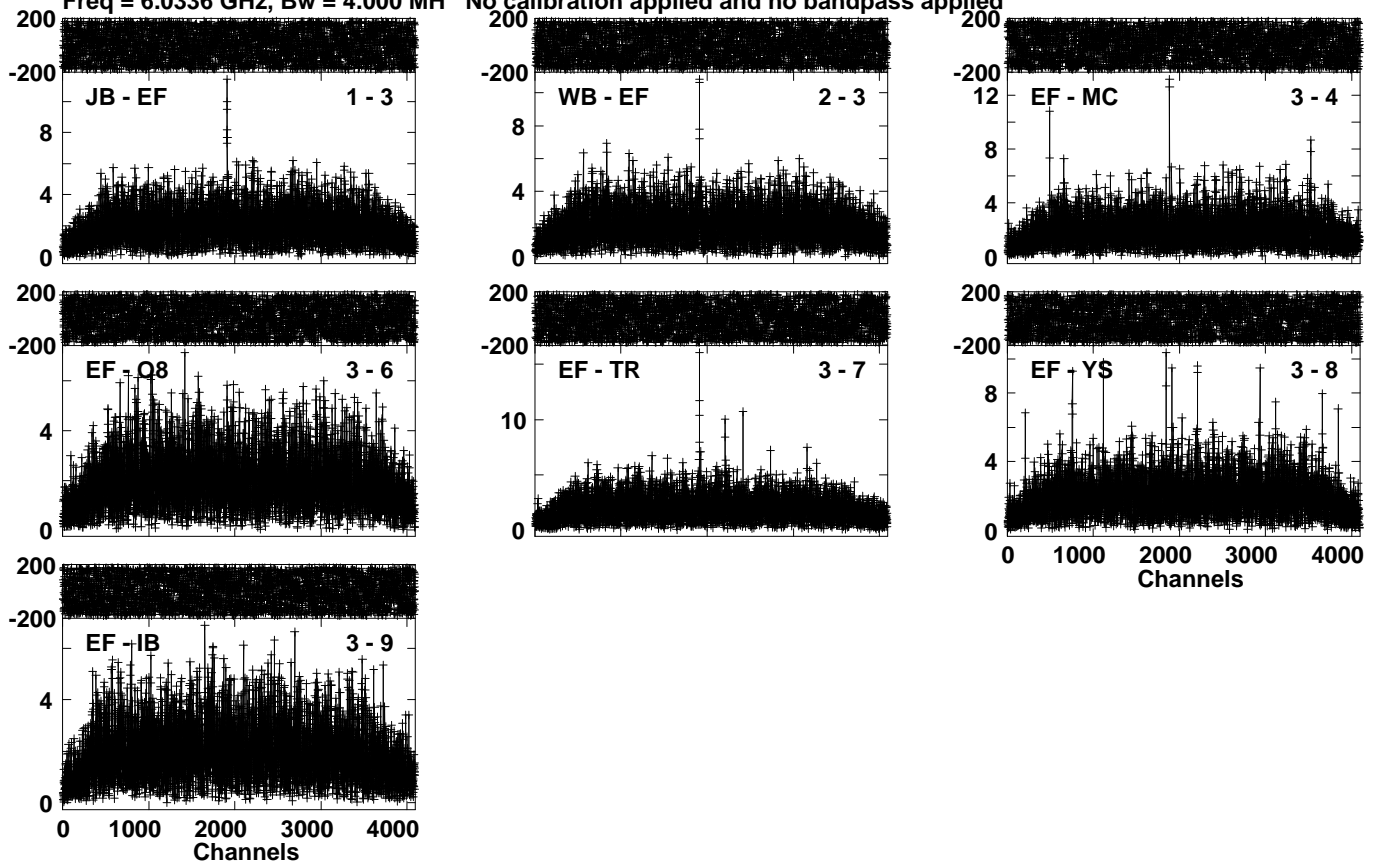 Freq = 6.0336 GHz, Bw = 4.000 MH No calibration applied and no bandpass applied
200 200 200
-200 -200 -200
JB - EF 1 - 3 WB - EF 2 - 3 EF - MC 3 - 4
12
8 8 8
4 4 4
0 0 0
200 200 200
-200 -200 -200
EF - O8 3 - 6 EF - TR 3 - 7 EF - YS 3 - 8
4 10 8
4
0 0 0
0 1000 2000 3000 4000
Channels
200
-200
EF - IB 3 - 9
4
0
0 1000 2000 3000 4000
Channels